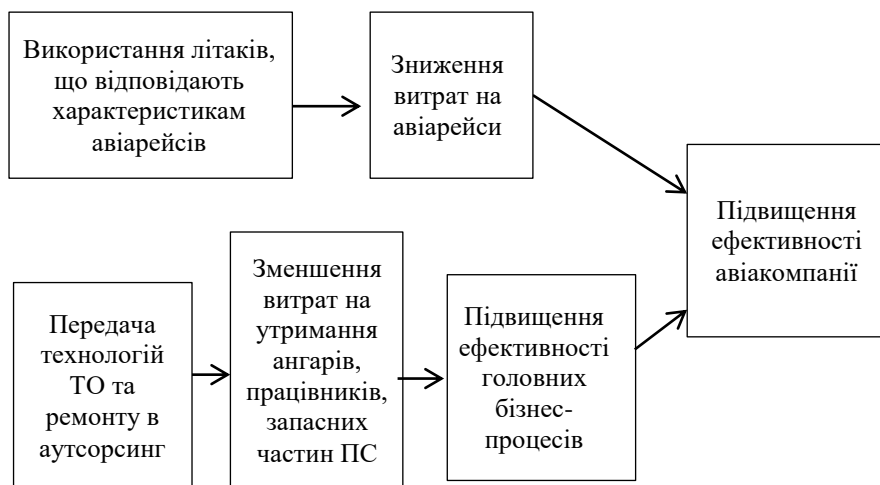 Використання літаків,
що відповідають
характеристикам
авіарейсів
Зниження
витрат на
авіарейси
Підвищення
ефективності
авіакомпанії
Передача
технологій
ТО та
ремонту в
аутсорсинг
Зменшення
витрат на
утримання
ангарів,
працівників,
запасних
частин ПС
Підвищення
ефективності
головних
бізнес-
процесів